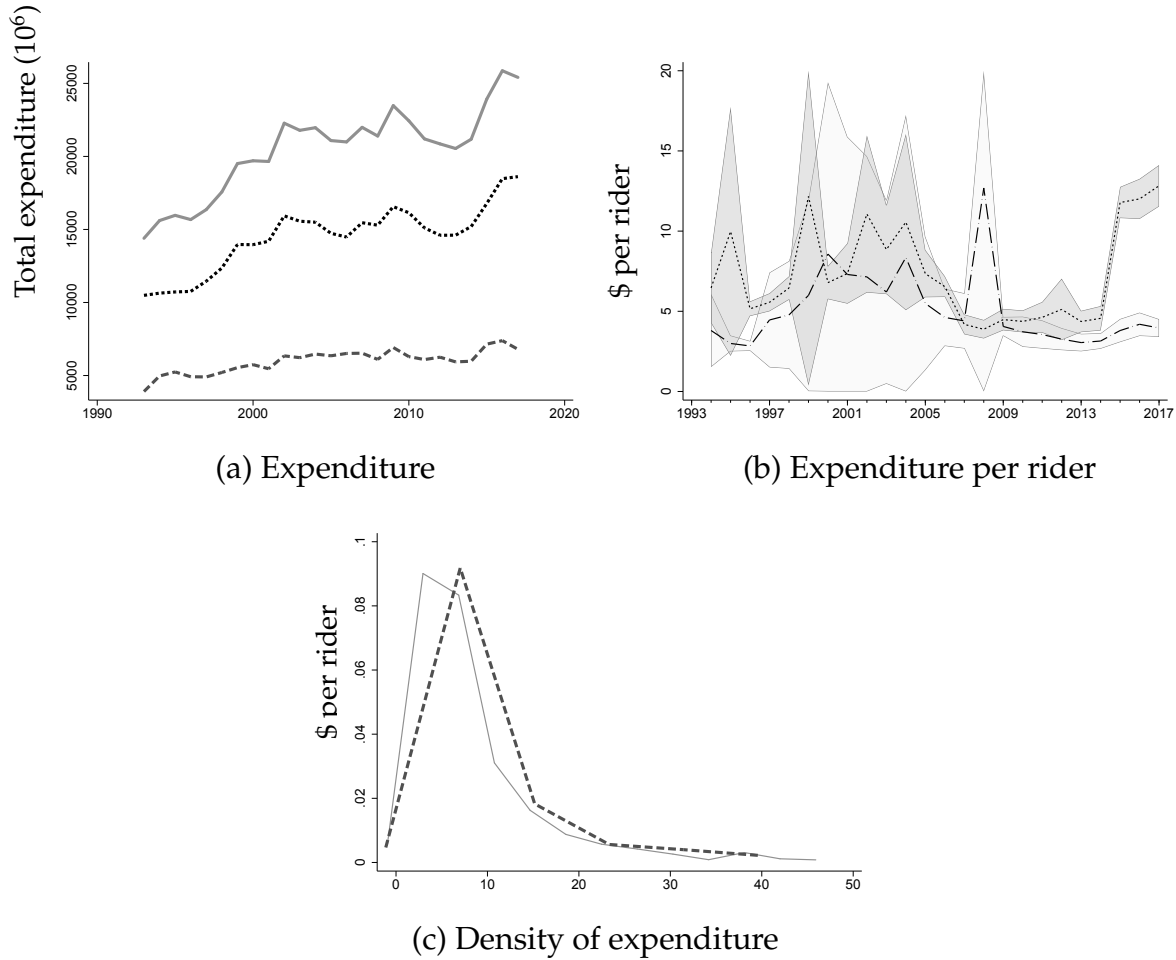 Total expenditure (10⁶)
25000
20000
15000
10000
5000
1990 2000 2010 2020
(a) Expenditure
$ per rider
20
15
10
5
0
1993 1997 2001 2005 2009 2013 2017
(b) Expenditure per rider
$ per rider
.1
.08
.06
.04
.02
0
0 10 20 30 40 50
(c) Density of expenditure